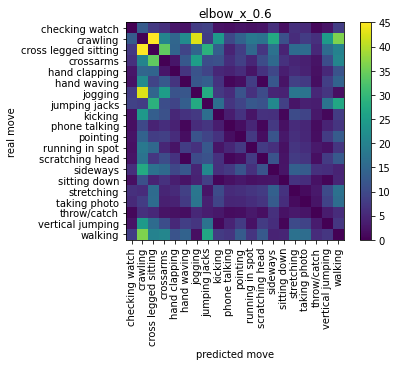 elbow_x_0.6
real move
checking watch
crawling
cross legged sitting
crossarms
hand clapping
hand waving
jogging
jumping jacks
kicking
phone talking
pointing
running in spot
scratching head
sideways
sitting down
stretching
taking photo
throw/catch
vertical jumping
walking
checking watch
crawling
cross legged sitting
crossarms
hand clapping
hand waving
jogging
jumping jacks
kicking
phone talking
pointing
running in spot
scratching head
sideways
sitting down
stretching
taking photo
throw/catch
vertical jumping
walking
predicted move
45
40
35
30
25
20
15
10
5
0